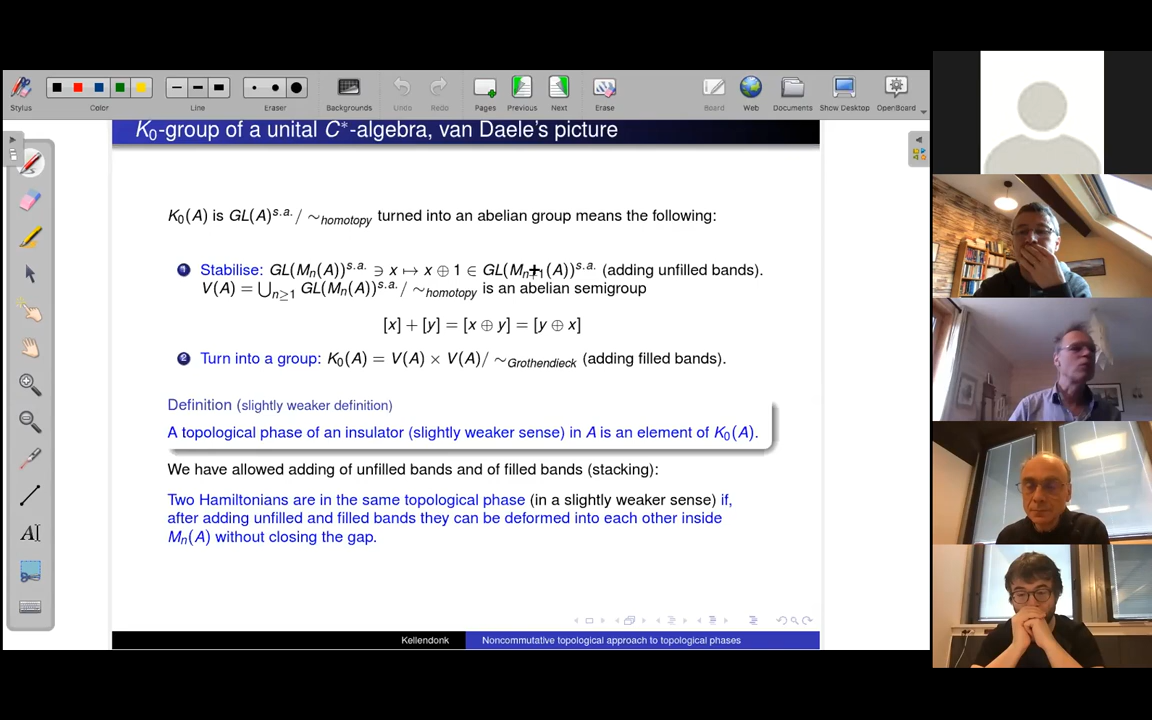 Stylus
Color
Line
Eraser
Backgrounds
Undo
Redo
Pages
Previous
Next
Erase
Board
Web
Documents
Show Desktop
OpenBoard
K₀-group of a unital C*-algebra, van Daele's picture
K₀(A) is GL(A)^{s.a.} / ∼_{homotopy} turned into an abelian group means the following:
1 Stabilise: GL(M_n(A))^{s.a.} ∋ x ↦ x ⊕ 1 ∈ GL(M_{n+1}(A))^{s.a.} (adding unfilled bands).
V(A) = ⋃_{n≥1} GL(M_n(A))^{s.a.} / ∼_{homotopy} is an abelian semigroup
[x] + [y] = [x ⊕ y] = [y ⊕ x]
2 Turn into a group: K₀(A) = V(A) × V(A)/ ∼_{Grothendieck} (adding filled bands).
Definition (slightly weaker definition)
A topological phase of an insulator (slightly weaker sense) in A is an element of K₀(A).
We have allowed adding of unfilled bands and of filled bands (stacking):
Two Hamiltonians are in the same topological phase (in a slightly weaker sense) if,
after adding unfilled and filled bands they can be deformed into each other inside
M_n(A) without closing the gap.
Kellendonk
Noncommutative topological approach to topological phases